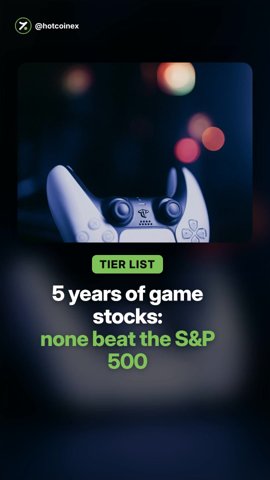 @hotcoinex
TIER LIST
5 years of game
stocks:
none beat the S&P
500